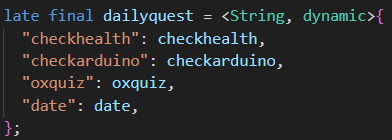 late final dailyquest = <String, dynamic>{
  "checkhealth": checkhealth,
  "checkarduino": checkarduino,
  "oxquiz": oxquiz,
  "date": date,
};